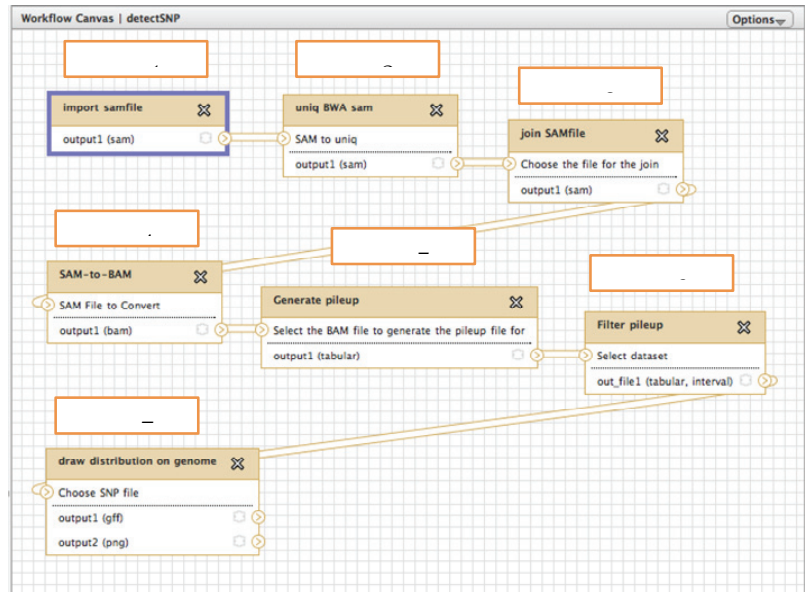 Workflow Canvas | detectSNP
Options
import samfile
output1 (sam)
uniq BWA sam
SAM to uniq
output1 (sam)
join SAMfile
Choose the file for the join
output1 (sam)
SAM-to-BAM
SAM File to Convert
output1 (bam)
Generate pileup
Select the BAM file to generate the pileup file for
output1 (tabular)
Filter pileup
Select dataset
out_file1 (tabular, interval)
draw distribution on genome
Choose SNP file
output1 (gff)
output2 (png)